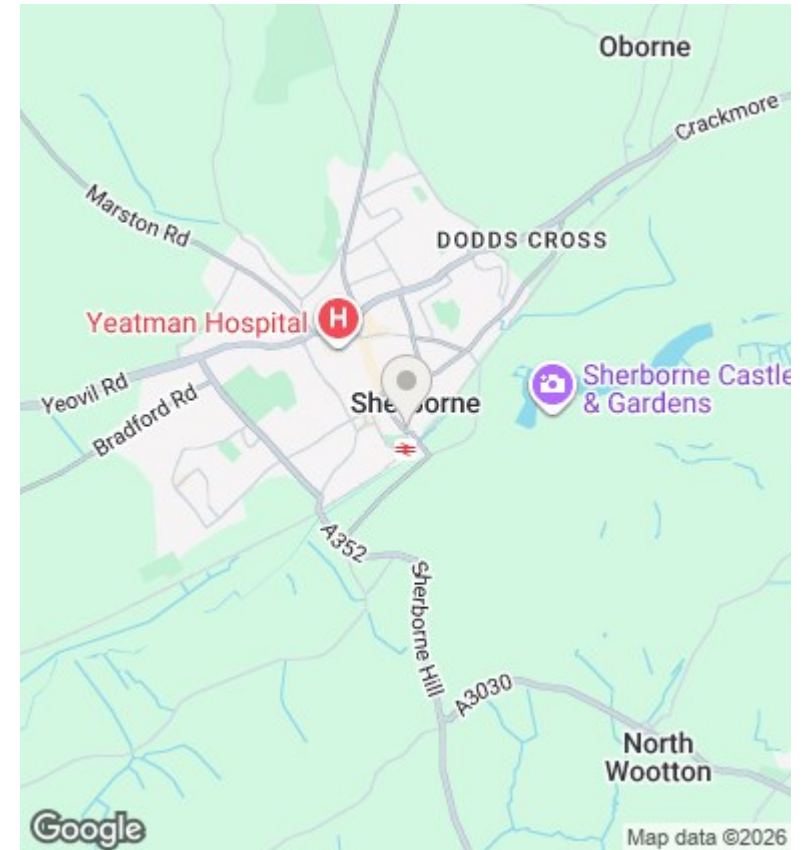 Oborne
Crackmore
Marston Rd
DODDS CROSS
Yeatman Hospital
H
Sherborne Castle
& Gardens
Yeovil Rd
Bradford Rd
Sherborne
A352
Sherborne Hill
A3030
North
Wootton
Google
Map data ©2026